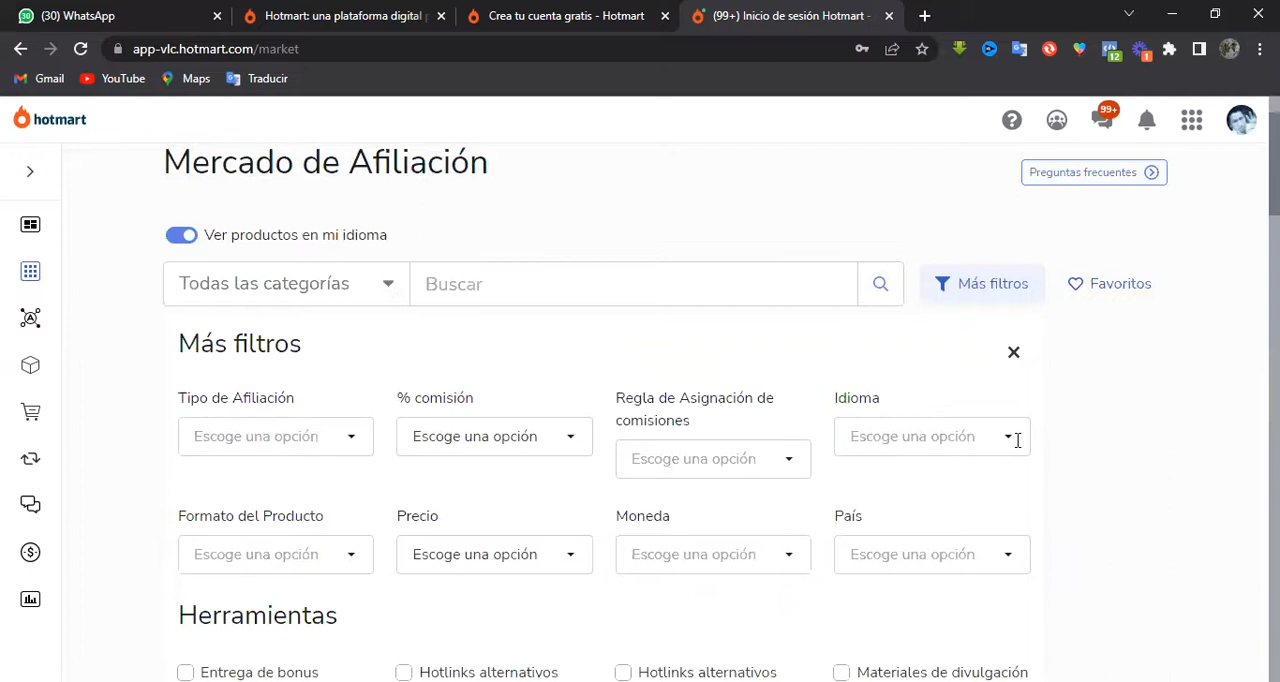 (30) WhatsApp
Hotmart: una plataforma digital p
Crea tu cuenta gratis - Hotmart
(99+) Inicio de sesión Hotmart -
app-vlc.hotmart.com/market
12
1
Gmail
YouTube
Maps
Traducir
hotmart
99+
Mercado de Afiliación
Preguntas frecuentes
Ver productos en mi idioma
Todas las categorías
Buscar
Más filtros
Favoritos
Más filtros
Tipo de Afiliación
% comisión
Regla de Asignación de
comisiones
Idioma
Escoge una opción
Escoge una opción
Escoge una opción
Escoge una opción
Formato del Producto
Precio
Moneda
País
Escoge una opción
Escoge una opción
Escoge una opción
Escoge una opción
Herramientas
Entrega de bonus
Hotlinks alternativos
Hotlinks alternativos
Materiales de divulgación